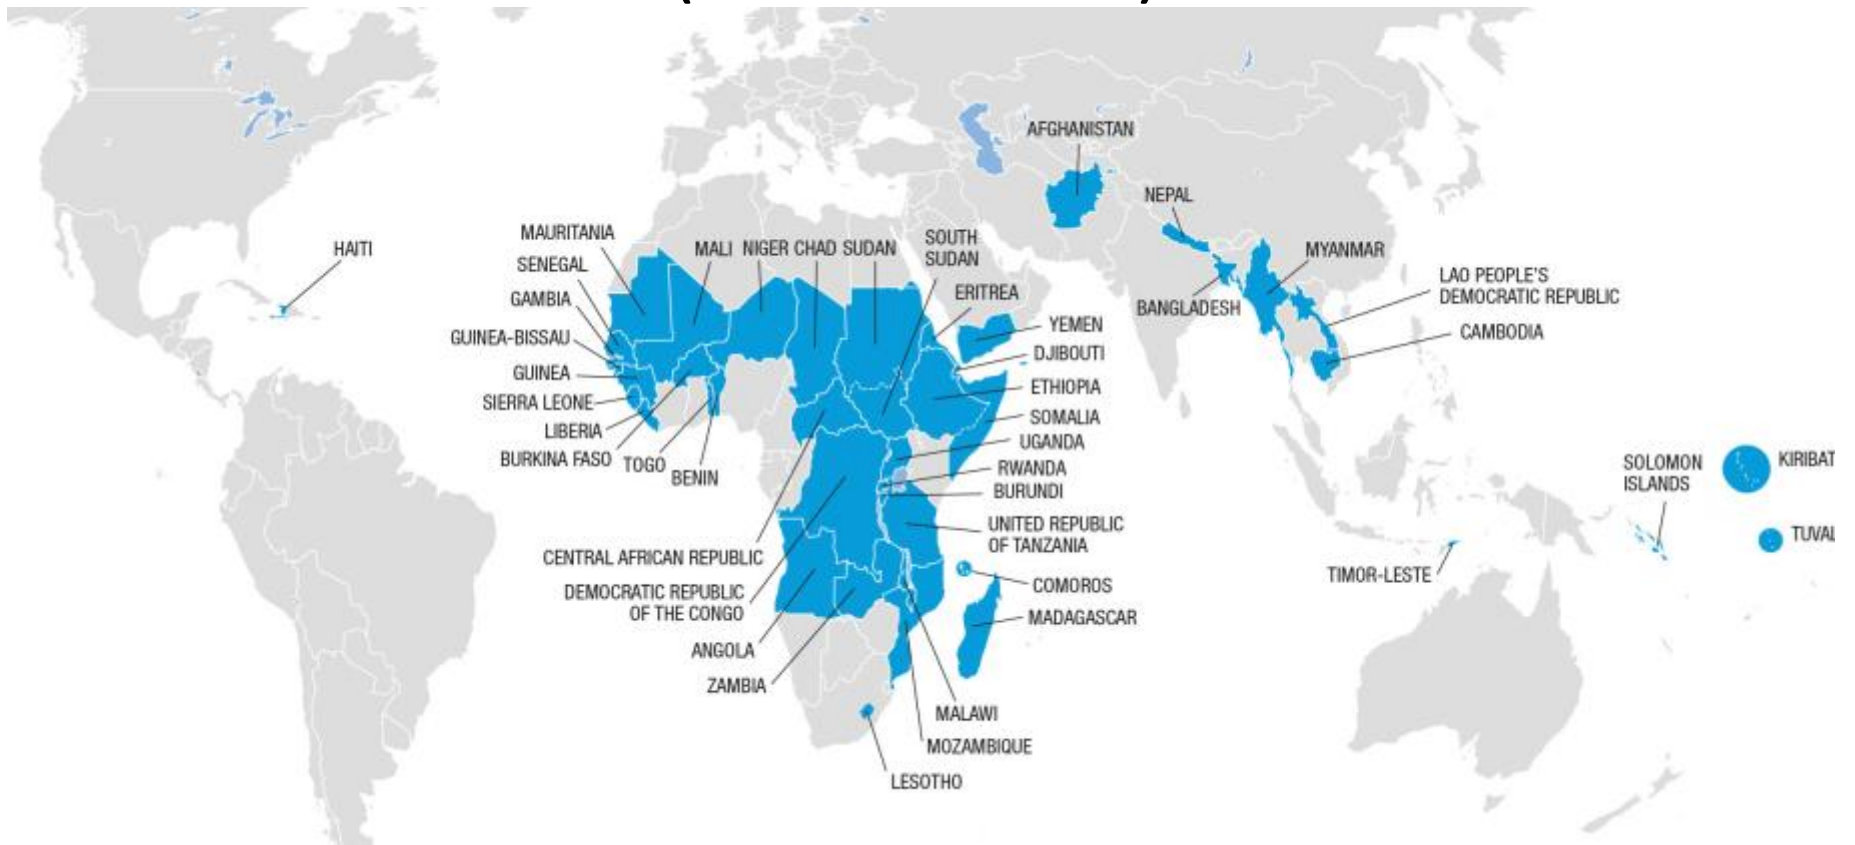 AFGHANISTAN
NEPAL
HAITI
MAURITANIA
SENEGAL
GAMBIA
GUINEA-BISSAU
GUINEA
SIERRA LEONE
LIBERIA
BURKINA FASO
TOGO
BENIN
MALI
NIGER
CHAD
SUDAN
SOUTH
SUDAN
ERITREA
YEMEN
DJIBOUTI
ETHIOPIA
SOMALIA
UGANDA
RWANDA
BURUNDI
UNITED REPUBLIC
OF TANZANIA
COMOROS
MADAGASCAR
MALAWI
MOZAMBIQUE
LESOTHO
CENTRAL AFRICAN REPUBLIC
DEMOCRATIC REPUBLIC
OF THE CONGO
ANGOLA
ZAMBIA
BANGLADESH
MYANMAR
LAO PEOPLE'S
DEMOCRATIC REPUBLIC
CAMBODIA
TIMOR-LESTE
SOLOMON
ISLANDS
KIRIBAT
TUVAL